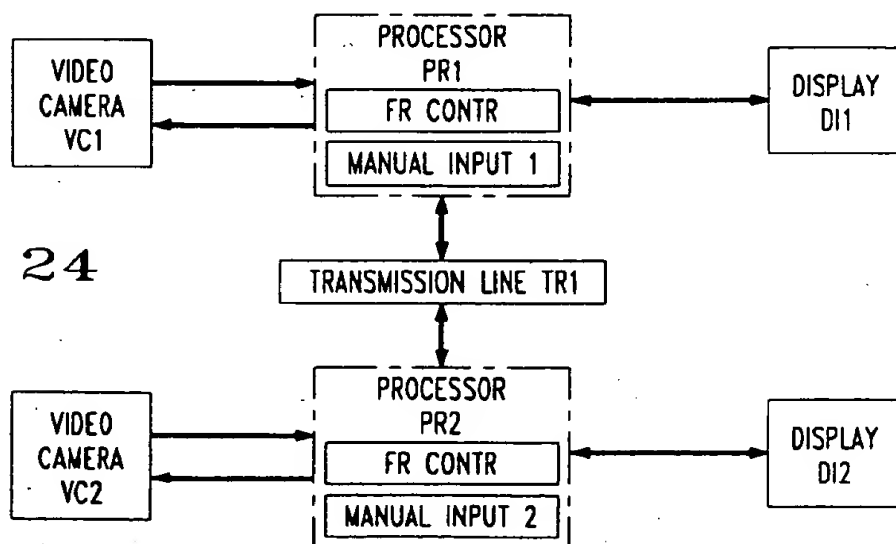 VIDEO
CAMERA
VC1
PROCESSOR
PR1
FR CONTR
MANUAL INPUT 1
DISPLAY
DI1
24
TRANSMISSION LINE TR1
VIDEO
CAMERA
VC2
PROCESSOR
PR2
FR CONTR
MANUAL INPUT 2
DISPLAY
DI2